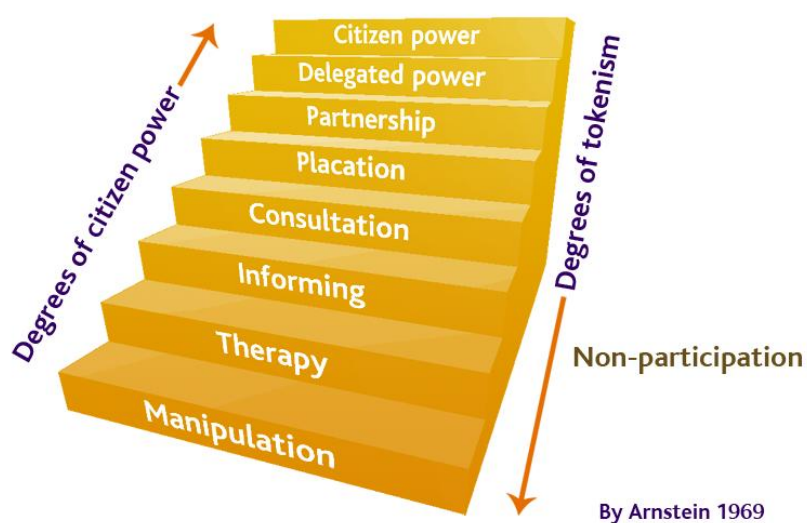 Citizen power
Delegated power
Partnership
Placation
Consultation
Informing
Therapy
Manipulation
Degrees of citizen power
Degrees of tokenism
Non-participation
By Arnstein 1969